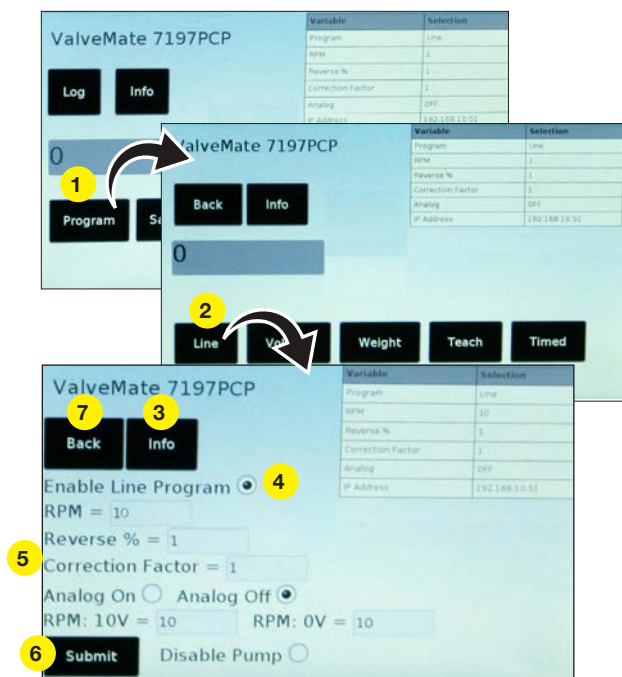 ValveMate 7197PCP
Variable Selection
Program Line
RPM 1
Reverse % 1
Correction Factor 1
Analog OFF
IP Address 192.168.10.51
Log Info
0
1
Program
ValveMate 7197PCP
Variable Selection
Program Line
RPM 1
Reverse % 1
Correction Factor 1
Analog OFF
IP Address 192.168.10.51
Back Info
0
2
Line Weight Teach Timed
ValveMate 7197PCP
Variable Selection
Program Line
RPM 10
Reverse % 1
Correction Factor 1
Analog OFF
IP Address 192.168.10.51
7 3
Back Info
Enable Line Program 4
RPM = 10
Reverse % = 1
5
Correction Factor = 1
Analog On Analog Off
RPM: 10V = 10 RPM: 0V = 10
6 Submit Disable Pump